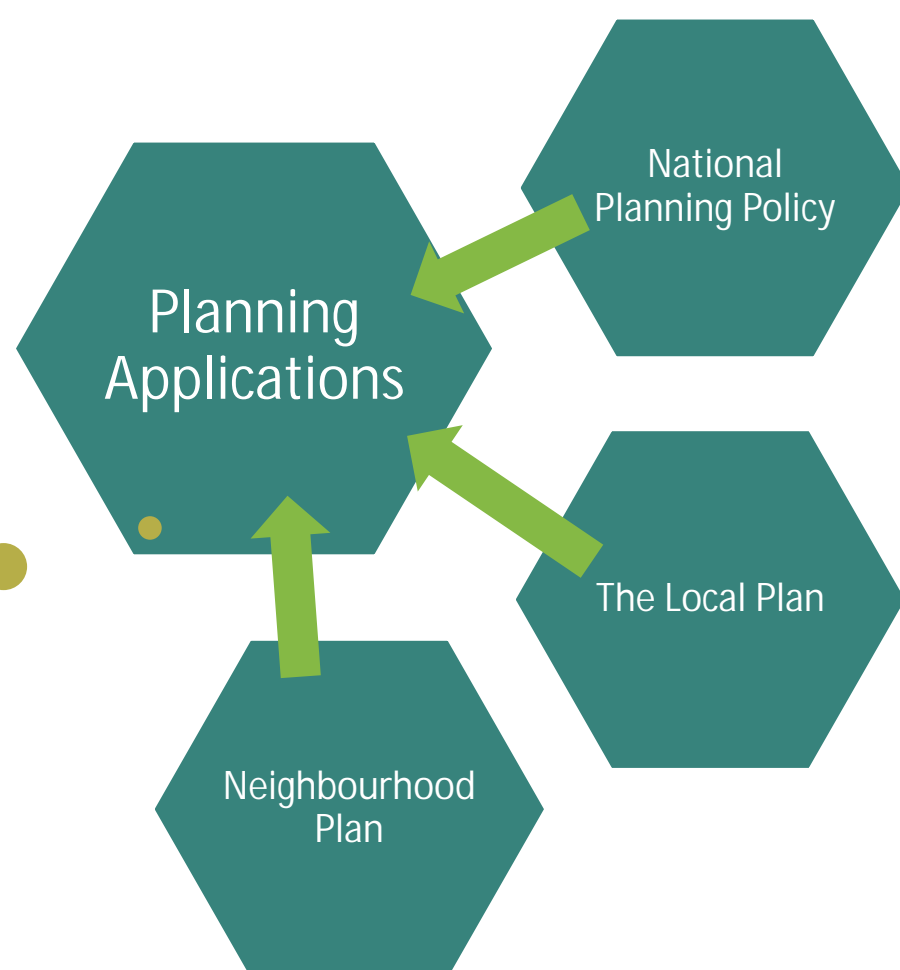 Planning
Applications
National
Planning Policy
The Local Plan
Neighbourhood
Plan